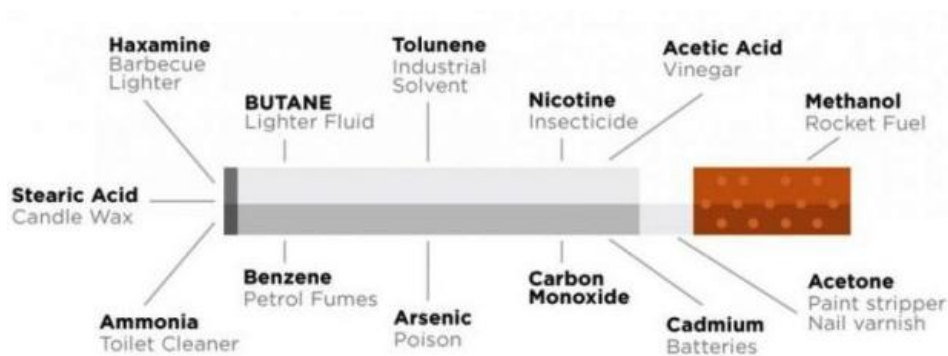 Haxamine
Barbecue
Lighter
BUTANE
Lighter Fluid
Tolunene
Industrial
Solvent
Nicotine
Insecticide
Acetic Acid
Vinegar
Methanol
Rocket Fuel
Stearic Acid
Candle Wax
Ammonia
Toilet Cleaner
Benzene
Petrol Fumes
Arsenic
Poison
Carbon
Monoxide
Cadmium
Batteries
Acetone
Paint stripper
Nail varnish